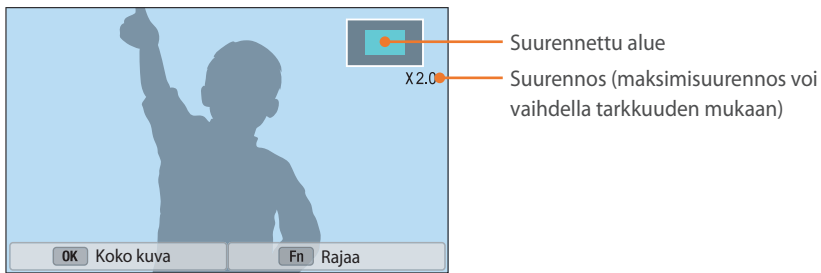 Suurennettu alue
X 2.0
Suurennos (maksimisuurennos voi
vaihdella tarkkuuden mukaan)
OK Koko kuva
Fn Rajaa